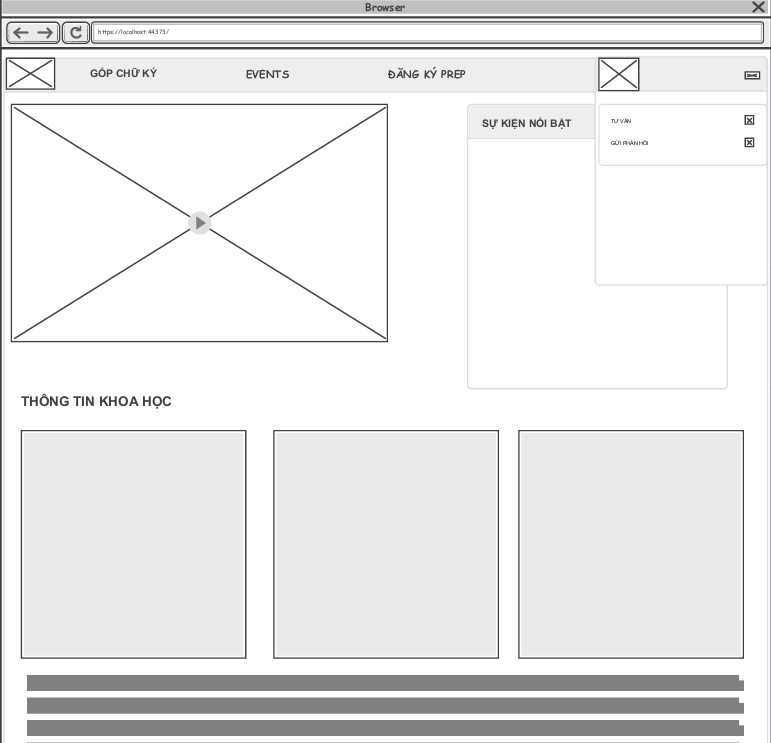 Browser
https://localhost:44373/
GÓP CHỮ KÝ
EVENTS
ĐĂNG KÝ PREP
SỰ KIỆN NỔI BẬT
TƯ VẤN
GỬI PHẢN HỒI
THÔNG TIN KHOA HỌC